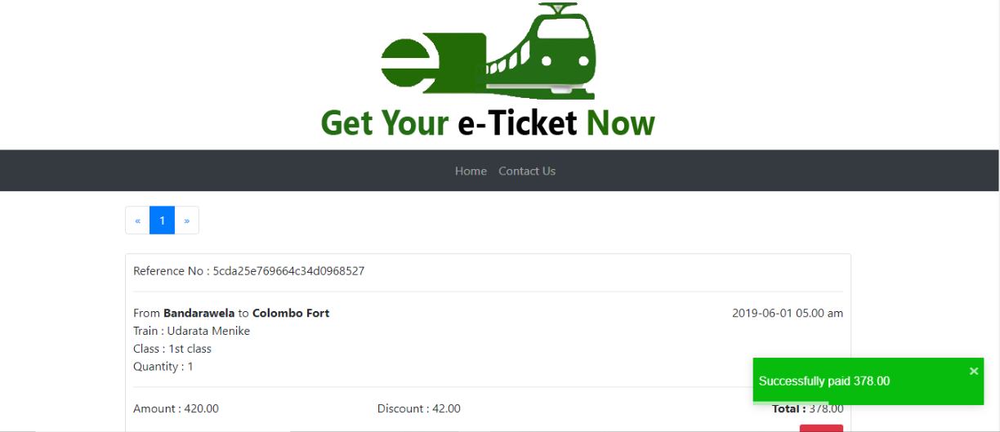 e
Get Your e-Ticket Now
Home Contact Us
« 1 »
Reference No : 5cda25e769664c34d0968527
From Bandarawela to Colombo Fort 2019-06-01 05.00 am
Train : Udarata Menike
Class : 1st class
Quantity : 1
Successfully paid 378.00 ×
Amount : 420.00 Discount : 42.00 Total : 378.00